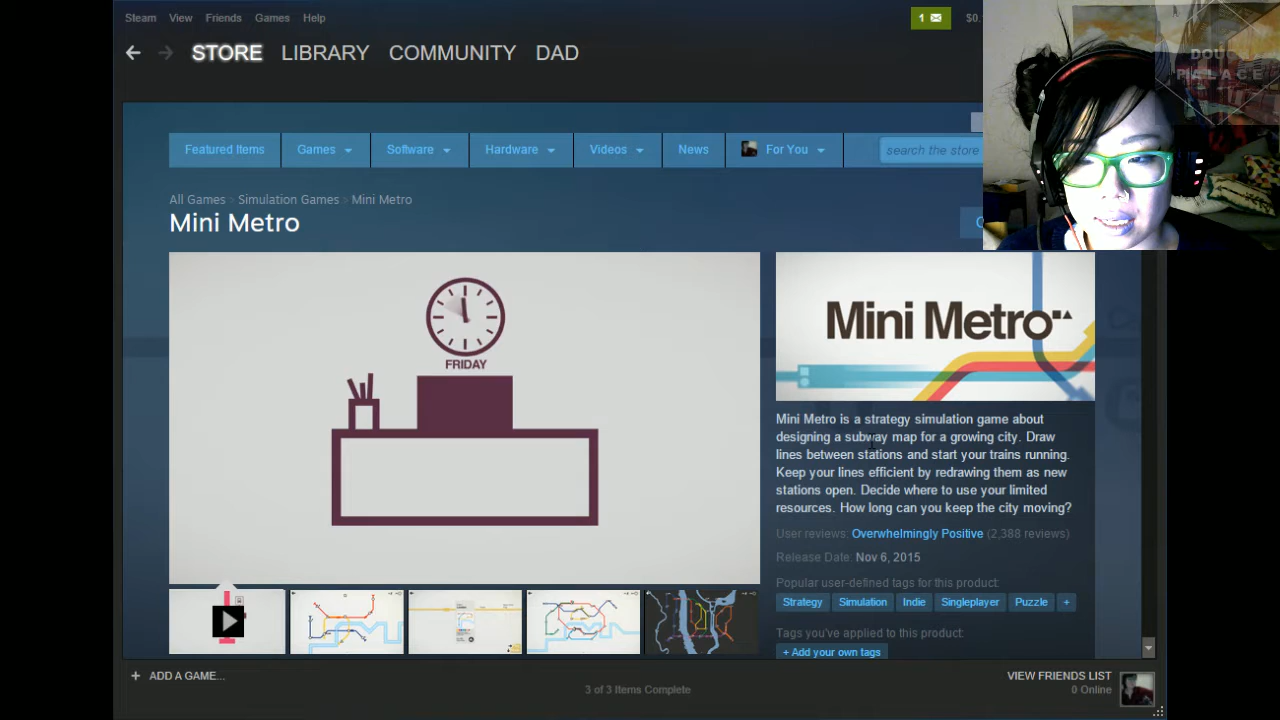 Steam View Friends Games Help
1
STORE LIBRARY COMMUNITY DAD
Featured Items Games Software Hardware Videos News For You search the store
All Games > Simulation Games > Mini Metro
Mini Metro
FRIDAY
Mini Metro
Mini Metro is a strategy simulation game about
designing a subway map for a growing city. Draw
lines between stations and start your trains running.
Keep your lines efficient by redrawing them as new
stations open. Decide where to use your limited
resources. How long can you keep the city moving?
User reviews: Overwhelmingly Positive (2,388 reviews)
Release Date: Nov 6, 2015
Popular user-defined tags for this product:
Strategy Simulation Indie Singleplayer Puzzle +
Tags you've applied to this product:
+ Add your own tags
+ ADD A GAME...
3 of 3 Items Complete
VIEW FRIENDS LIST
0 Online
PALACE